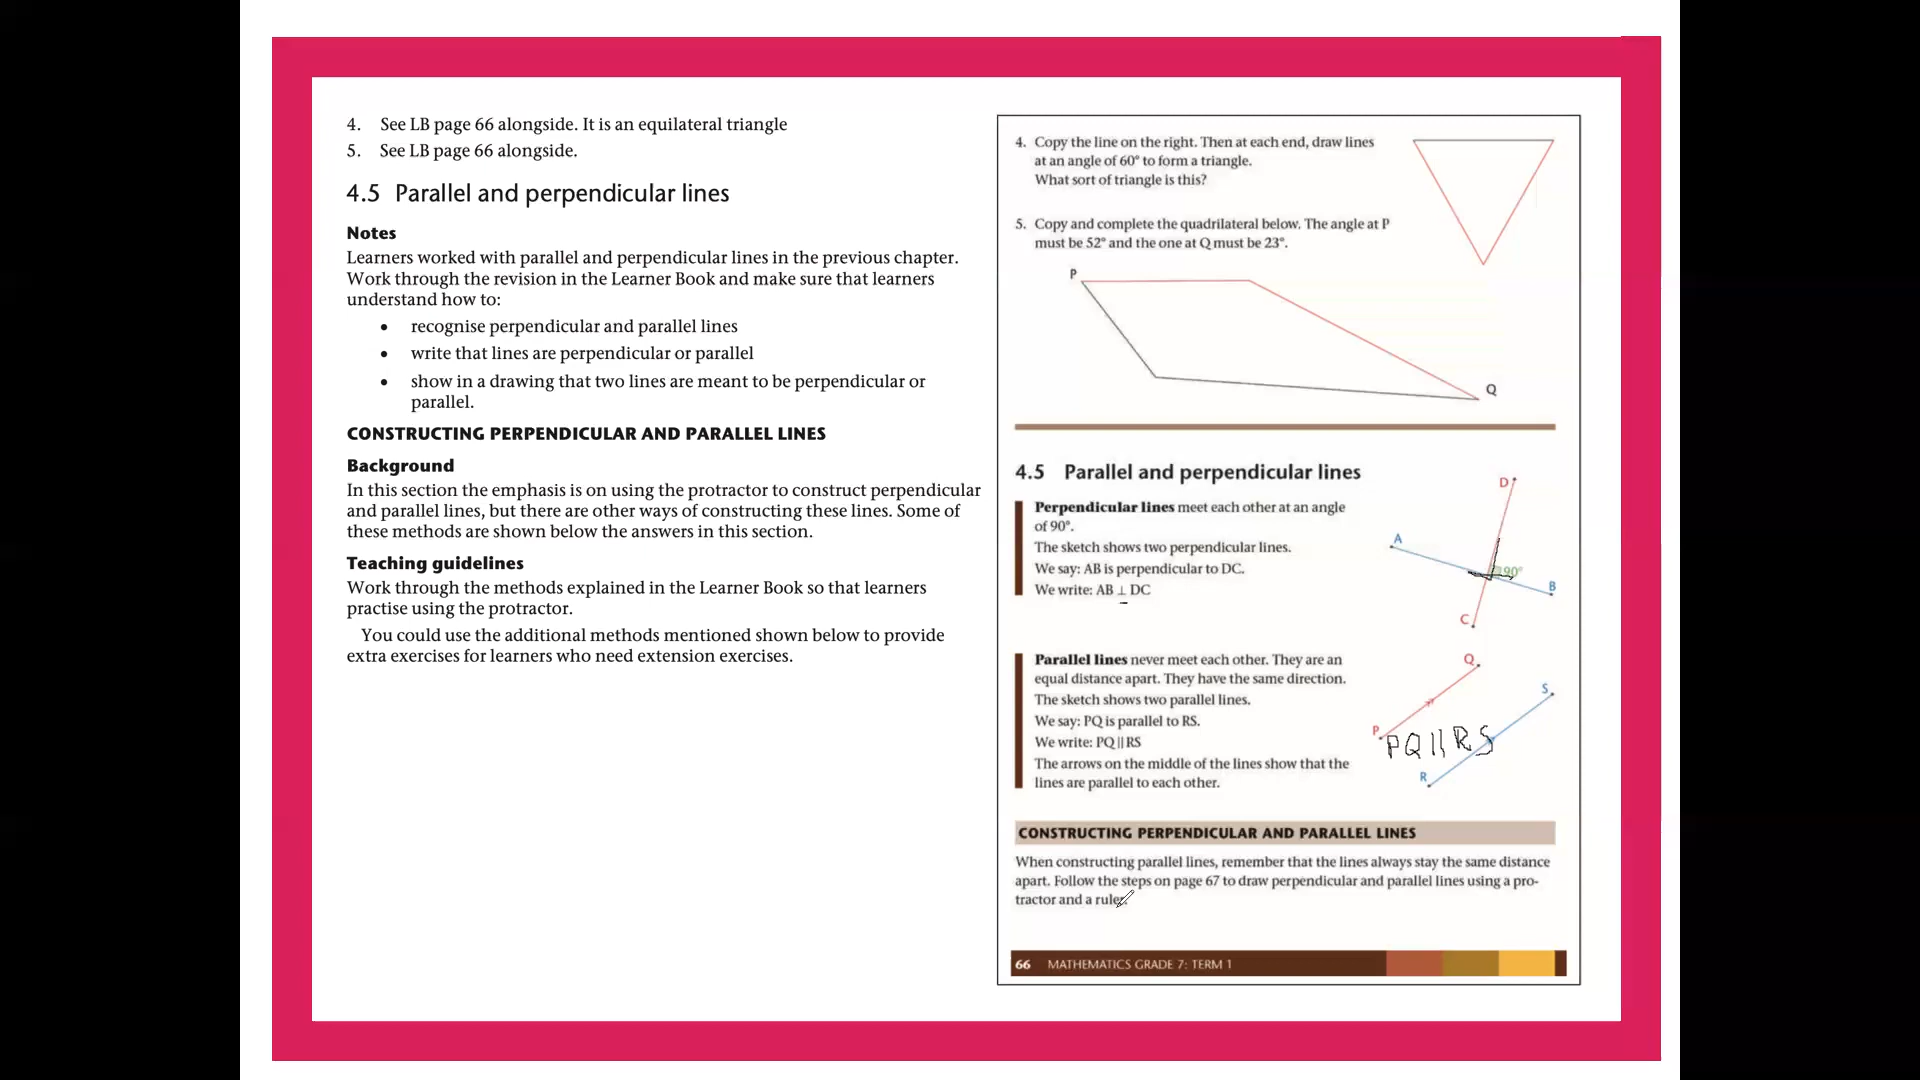 4. See LB page 66 alongside. It is an equilateral triangle
5. See LB page 66 alongside.
4.5 Parallel and perpendicular lines
Notes
Learners worked with parallel and perpendicular lines in the previous chapter.
Work through the revision in the Learner Book and make sure that learners
understand how to:
• recognise perpendicular and parallel lines
• write that lines are perpendicular or parallel
• show in a drawing that two lines are meant to be perpendicular or
parallel.
CONSTRUCTING PERPENDICULAR AND PARALLEL LINES
Background
In this section the emphasis is on using the protractor to construct perpendicular
and parallel lines, but there are other ways of constructing these lines. Some of
these methods are shown below the answers in this section.
Teaching guidelines
Work through the methods explained in the Learner Book so that learners
practise using the protractor.
You could use the additional methods mentioned shown below to provide
extra exercises for learners who need extension exercises.
4. Copy the line on the right. Then at each end, draw lines
at an angle of 60° to form a triangle.
What sort of triangle is this?
5. Copy and complete the quadrilateral below. The angle at P
must be 52° and the one at Q must be 23°.
P
Q
4.5 Parallel and perpendicular lines
Perpendicular lines meet each other at an angle
of 90°.
The sketch shows two perpendicular lines.
We say: AB is perpendicular to DC.
We write: AB ⊥ DC
D
A
90°
B
C
Parallel lines never meet each other. They are an
equal distance apart. They have the same direction.
The sketch shows two parallel lines.
We say: PQ is parallel to RS.
We write: PQ || RS
The arrows on the middle of the lines show that the
lines are parallel to each other.
Q
S
P
PQ || RS
R
CONSTRUCTING PERPENDICULAR AND PARALLEL LINES
When constructing parallel lines, remember that the lines always stay the same distance
apart. Follow the steps on page 67 to draw perpendicular and parallel lines using a pro-
tractor and a ruler.
66 MATHEMATICS GRADE 7: TERM 1